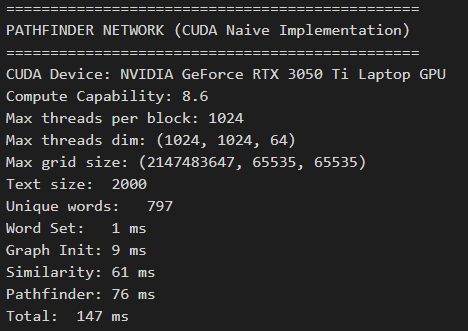 ===============================================
PATHFINDER NETWORK (CUDA Naive Implementation)
===============================================
CUDA Device: NVIDIA GeForce RTX 3050 Ti Laptop GPU
Compute Capability: 8.6
Max threads per block: 1024
Max threads dim: (1024, 1024, 64)
Max grid size: (2147483647, 65535, 65535)
Text size:  2000
Unique words:   797
Word Set:   1 ms
Graph Init: 9 ms
Similarity: 61 ms
Pathfinder: 76 ms
Total:  147 ms